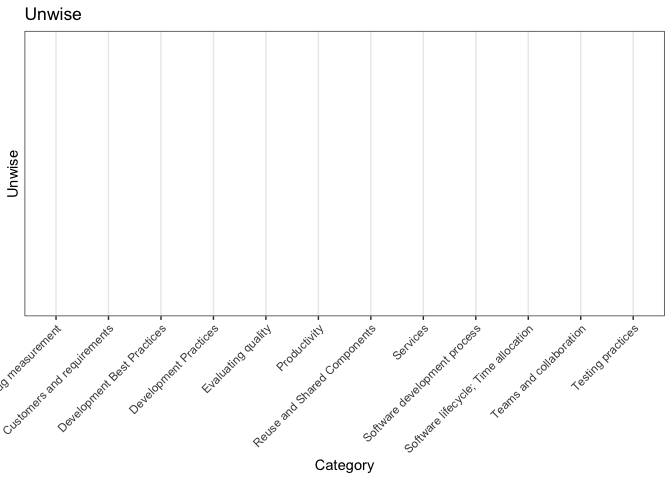 Unwise
Unwise
measurement
Customers and requirements
Development Best Practices
Development Practices
Evaluating quality
Productivity
Reuse and Shared Components
Services
Software development process
Software lifecycle; Time allocation
Teams and collaboration
Testing practices
Category